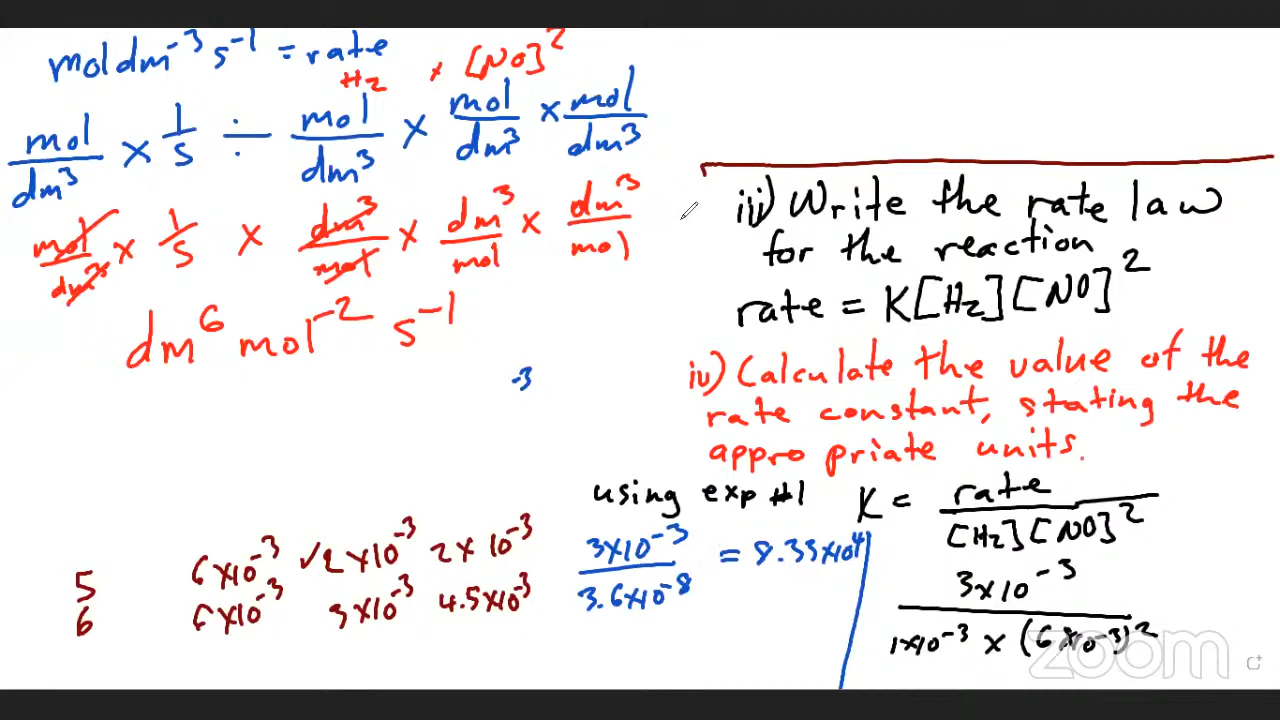 mol dm⁻³ s⁻¹ = rate
H₂ × [NO]²
mol/dm³ × 1/s ÷ mol/dm³ × mol/dm³ × mol/dm³
mol/dm³ × 1/s × dm³/mol × dm³/mol × dm³/mol
dm⁶ mol⁻² s⁻¹
-3
5 6×10⁻³ ✓2×10⁻³ 2×10⁻³
6 6×10⁻³ 3×10⁻³ 4.5×10⁻³
iii) Write the rate law
for the reaction
rate = K[H₂][NO]²
iv) Calculate the value of the
rate constant, stating the
appropriate units.
using exp #1
K = rate/[H₂][NO]²
3×10⁻³/1×10⁻³ × (6×10⁻³)²
3×10⁻³/3.6×10⁻⁸ = 8.33×10⁴
zoom